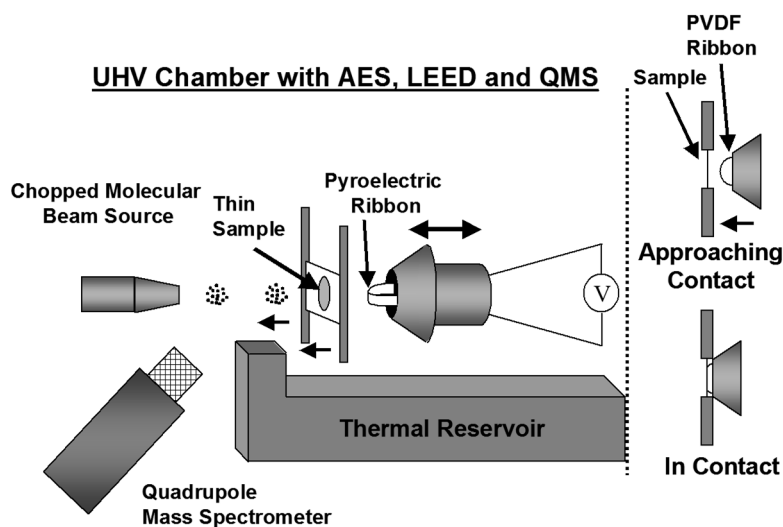 UHV Chamber with AES, LEED and QMS
PVDF
Ribbon
Sample
Chopped Molecular
Beam Source
Thin
Sample
Pyroelectric
Ribbon
V
Approaching
Contact
Thermal Reservoir
In Contact
Quadrupole
Mass Spectrometer